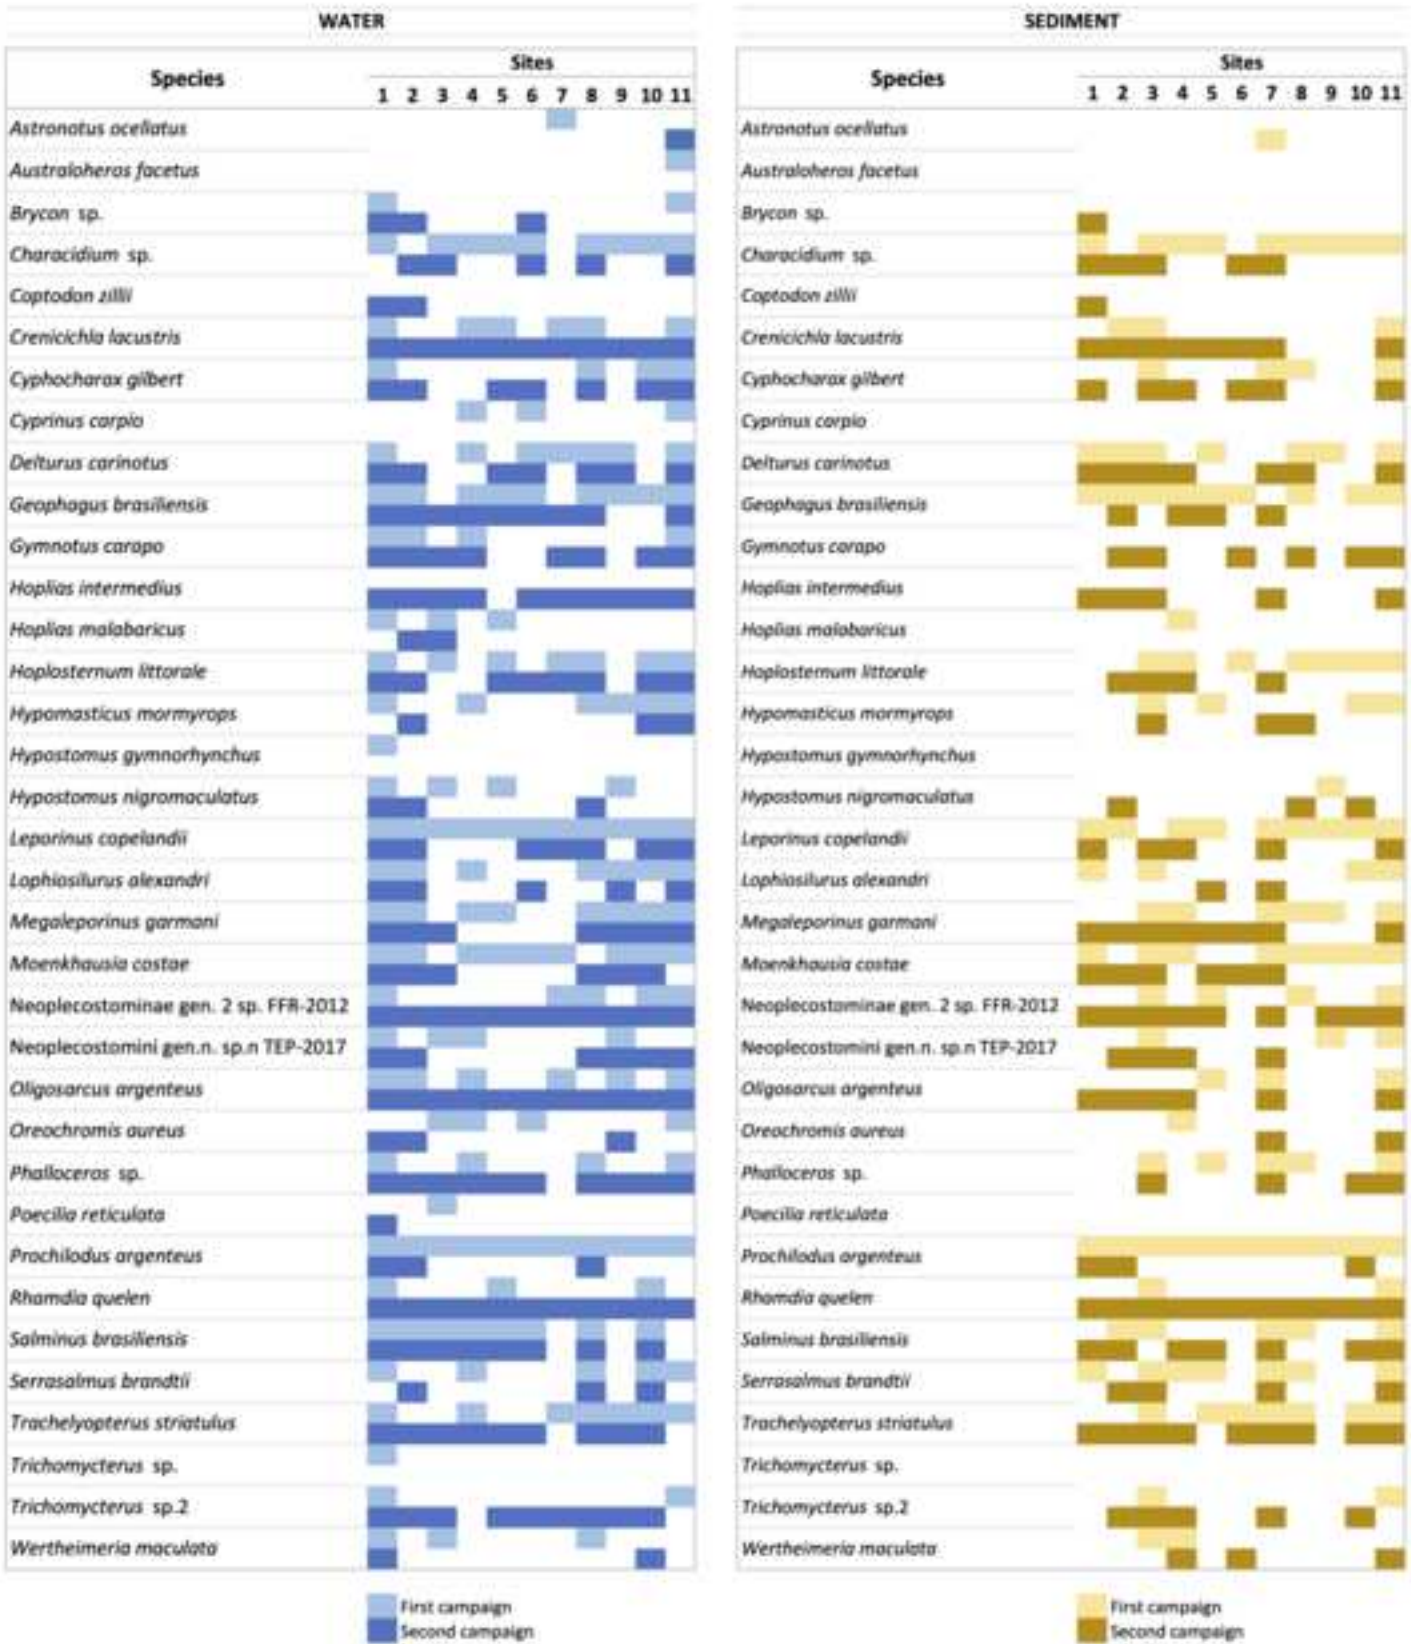 WATER
Species
Sites
1 2 3 4 5 6 7 8 9 10 11
Astronotus ocellatus
Australoheros facetus
Brycon sp.
Characidium sp.
Coptodon zillii
Crenicichla lacustris
Cyphocharax gilbert
Cyprinus carpio
Delturus carinotus
Geophagus brasiliensis
Gymnotus carapo
Hoplias intermedius
Hoplias malabaricus
Hoplosternum littorale
Hypomasticus mormyrops
Hypostomus gymnorhynchus
Hypostomus nigromaculatus
Leporinus copelandii
Lophiosilurus alexandri
Megaleporinus garmani
Moenkhausia costae
Neoplecostominae gen. 2 sp. FFR-2012
Neoplecostomini gen.n. sp.n TEP-2017
Oligosarcus argenteus
Oreochromis aureus
Phalloceros sp.
Poecilia reticulata
Prochilodus argenteus
Rhamdia quelen
Salminus brasiliensis
Serrasalmus brandtii
Trachelyopterus striatulus
Trichomycterus sp.
Trichomycterus sp.2
Wertheimeria maculata
First campaign
Second campaign
SEDIMENT
Species
Sites
1 2 3 4 5 6 7 8 9 10 11
Astronotus ocellatus
Australoheros facetus
Brycon sp.
Characidium sp.
Coptodon zillii
Crenicichla lacustris
Cyphocharax gilbert
Cyprinus carpio
Delturus carinotus
Geophagus brasiliensis
Gymnotus carapo
Hoplias intermedius
Hoplias malabaricus
Hoplosternum littorale
Hypomasticus mormyrops
Hypostomus gymnorhynchus
Hypostomus nigromaculatus
Leporinus copelandii
Lophiosilurus alexandri
Megaleporinus garmani
Moenkhausia costae
Neoplecostominae gen. 2 sp. FFR-2012
Neoplecostomini gen.n. sp.n TEP-2017
Oligosarcus argenteus
Oreochromis aureus
Phalloceros sp.
Poecilia reticulata
Prochilodus argenteus
Rhamdia quelen
Salminus brasiliensis
Serrasalmus brandtii
Trachelyopterus striatulus
Trichomycterus sp.
Trichomycterus sp.2
Wertheimeria maculata
First campaign
Second campaign